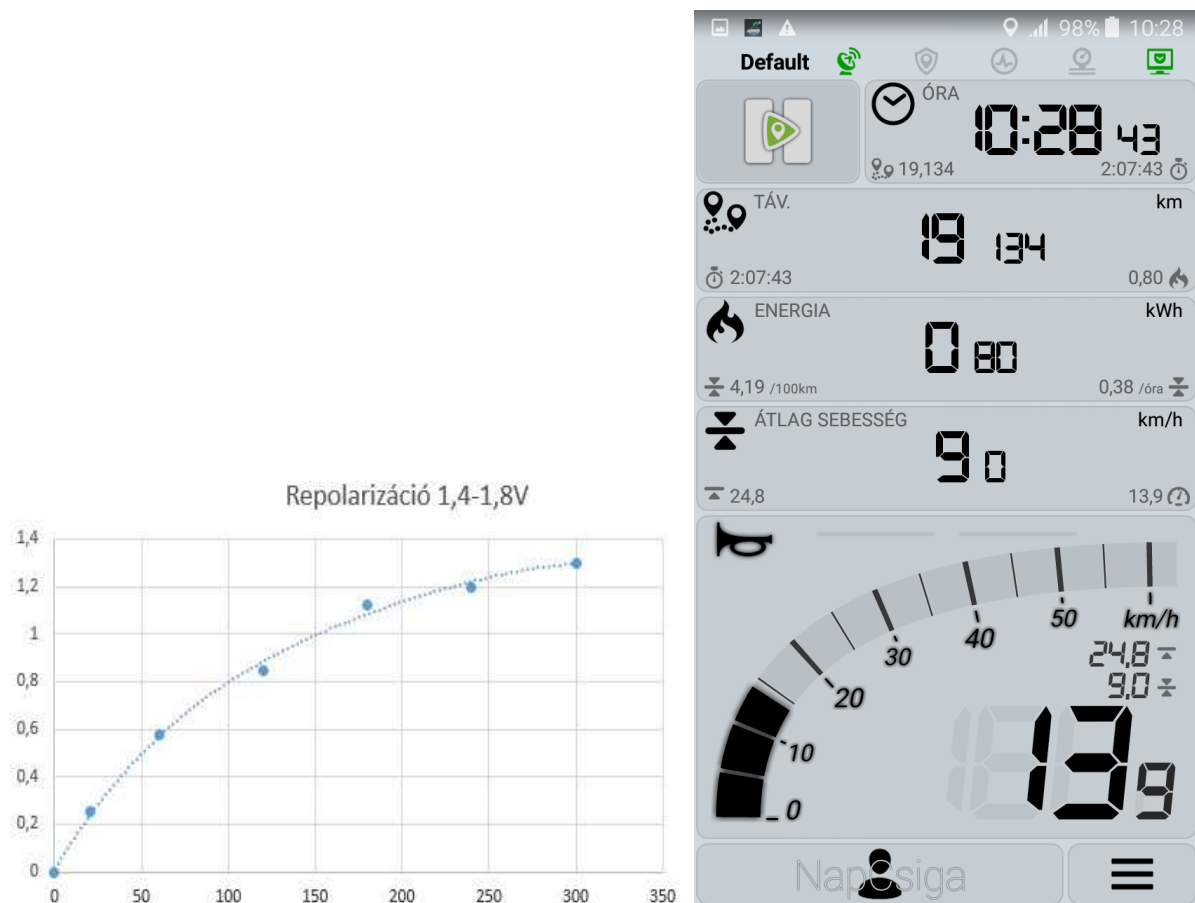 Repolarizáció 1,4-1,8V
1,4
1,2
1
0,8
0,6
0,4
0,2
0
0 50 100 150 200 250 300 350
98% 10:28
Default
ÓRA
10:28 43
19,134 2:07:43
TÁV. km
19 134
2:07:43 0,80
ENERGIA kWh
0 80
4,19 /100km 0,38 /óra
ÁTLAG SEBESSÉG km/h
9 0
24,8 13,9
0
10
20
30
40
50
km/h
24,8
9,0
13 9
NapCsiga